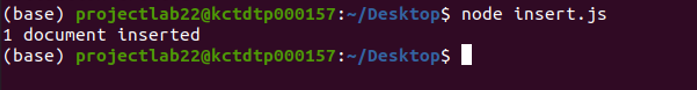 (base) projectlab22@kctdtp000157:~/Desktop$ node insert.js
1 document inserted
(base) projectlab22@kctdtp000157:~/Desktop$